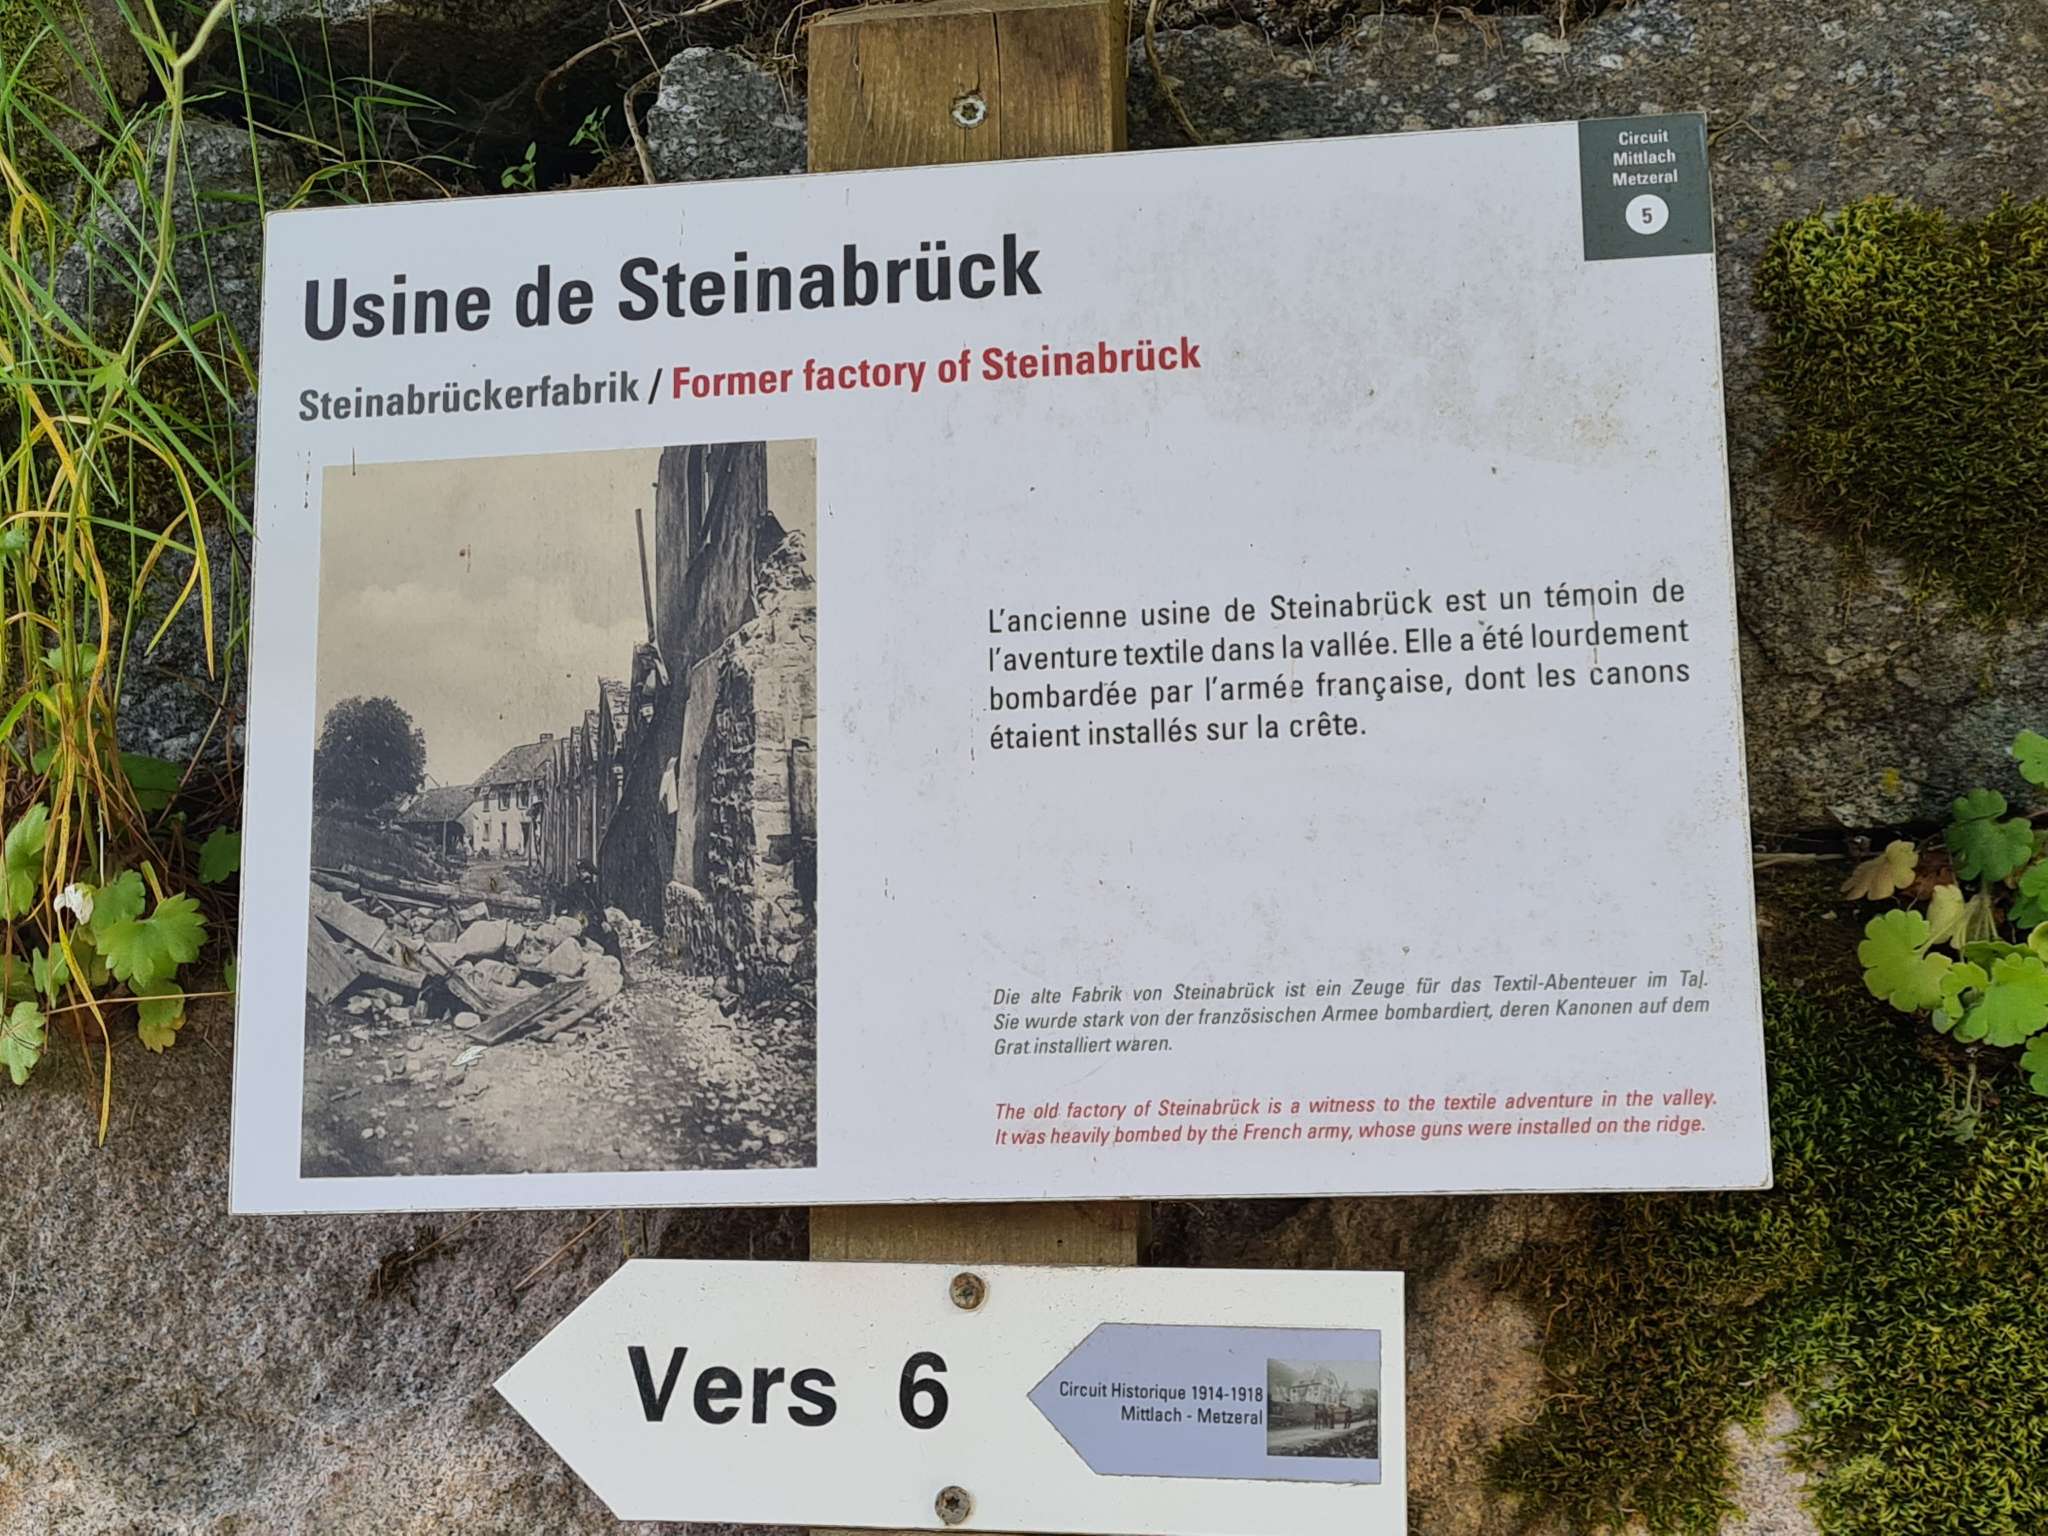 Circuit
Mittlach
Metzeral
5
Usine de Steinabrück
Steinabrückerfabrik / Former factory of Steinabrück
L'ancienne usine de Steinabrück est un témoin de
l'aventure textile dans la vallée. Elle a été lourdement
bombardée par l'armée française, dont les canons
étaient installés sur la crête.
Die alte Fabrik von Steinabrück ist ein Zeuge für das Textil-Abenteuer im Tal.
Sie wurde stark von der französischen Armee bombardiert, deren Kanonen auf dem
Grat installiert waren.
The old factory of Steinabrück is a witness to the textile adventure in the valley.
It was heavily bombed by the French army, whose guns were installed on the ridge.
Vers 6
Circuit Historique 1914-1918
Mittlach - Metzeral